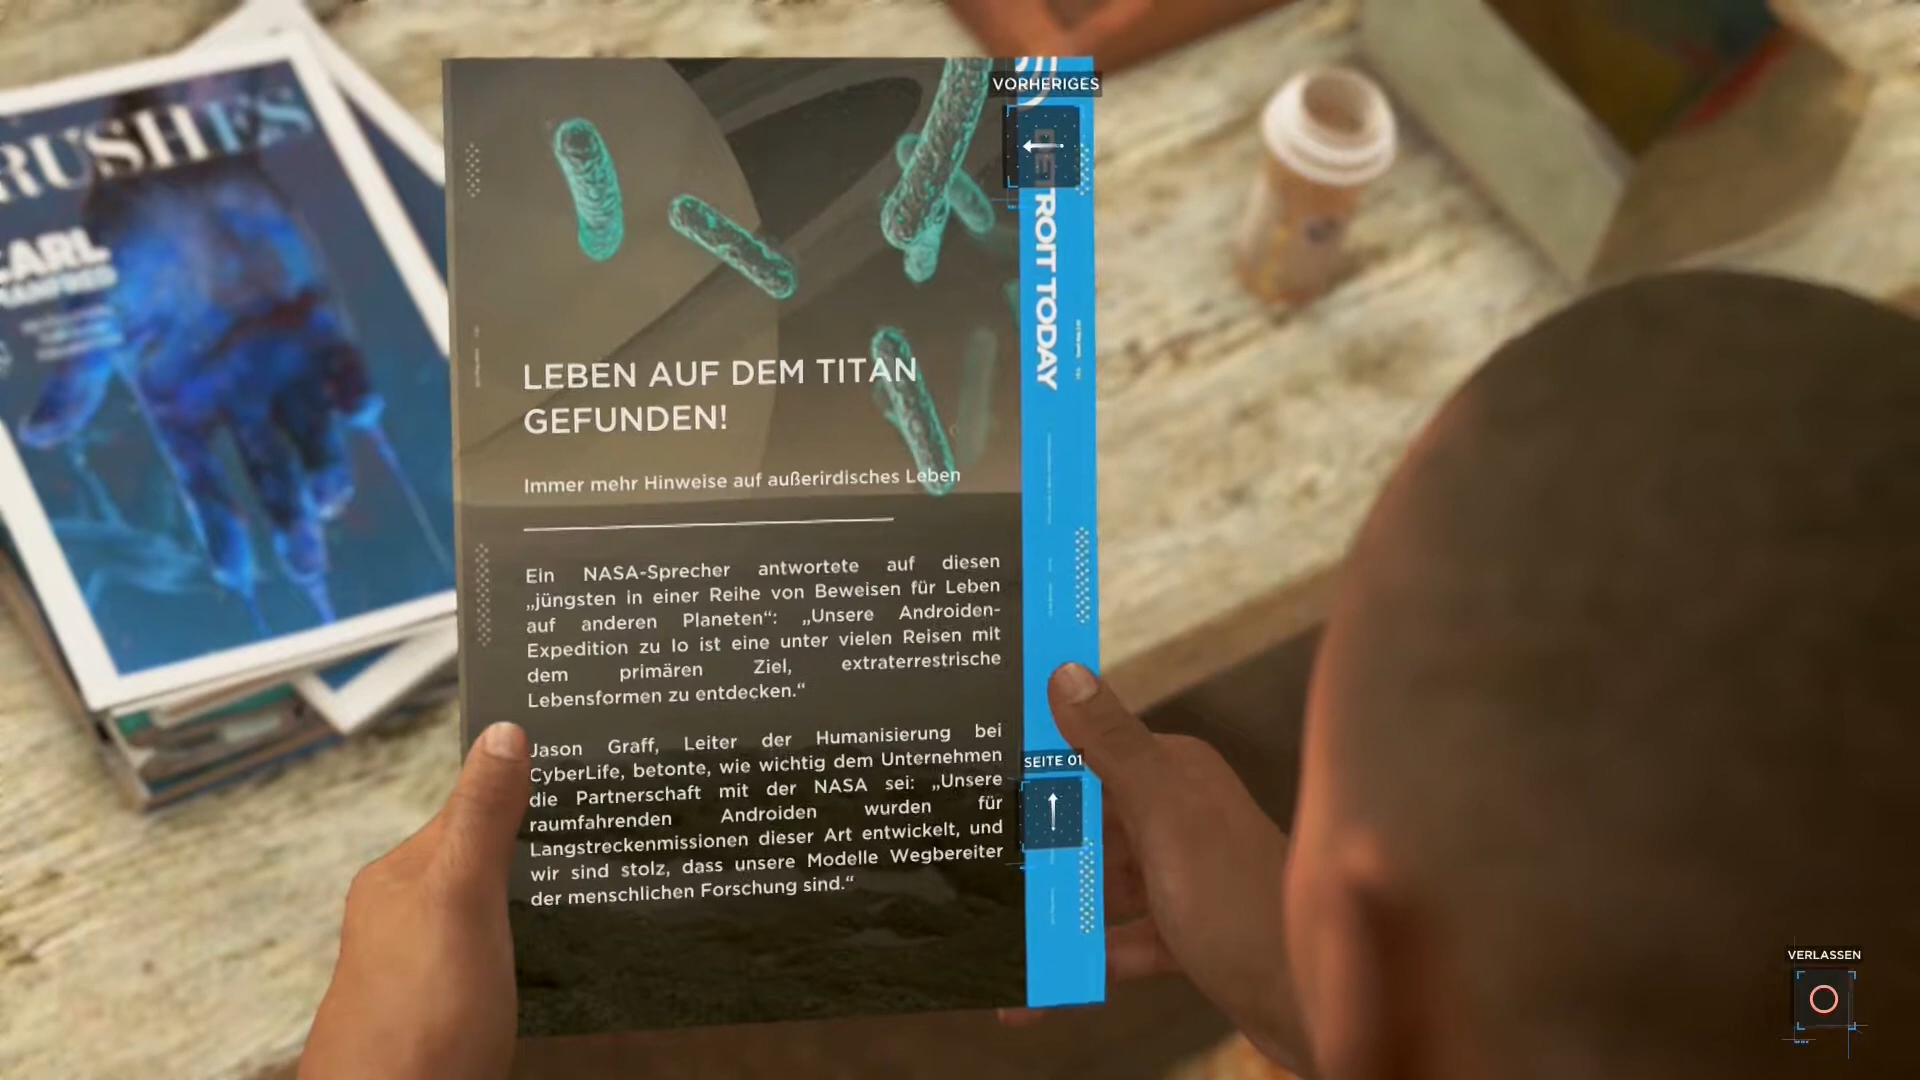 RUSHES
CARL
MANFRED
VORHERIGES
DETROIT TODAY
LEBEN AUF DEM TITAN
GEFUNDEN!
Immer mehr Hinweise auf außerirdisches Leben
Ein NASA-Sprecher antwortete auf diesen
„jüngsten in einer Reihe von Beweisen für Leben
auf anderen Planeten“: „Unsere Androiden-
Expedition zu Io ist eine unter vielen Reisen mit
dem primären Ziel, extraterrestrische
Lebensformen zu entdecken.“
Jason Graff, Leiter der Humanisierung bei
CyberLife, betonte, wie wichtig dem Unternehmen
die Partnerschaft mit der NASA sei: „Unsere
raumfahrenden Androiden wurden für
Langstreckenmissionen dieser Art entwickelt, und
wir sind stolz, dass unsere Modelle Wegbereiter
der menschlichen Forschung sind.“
SEITE 01
VERLASSEN